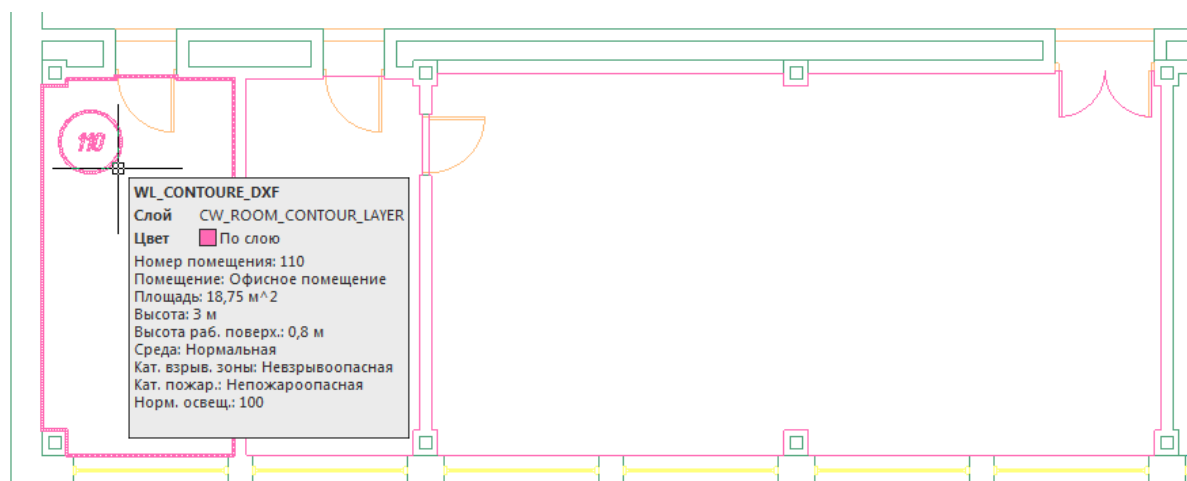 110
WL_CONTOURE_DXF
Слой CW_ROOM_CONTOUR_LAYER
Цвет По слою
Номер помещения: 110
Помещение: Офисное помещение
Площадь: 18,75 м^2
Высота: 3 м
Высота раб. поверх.: 0,8 м
Среда: Нормальная
Кат. взрыв. зоны: Невзрывоопасная
Кат. пожар.: Непожароопасная
Норм. освещ.: 100